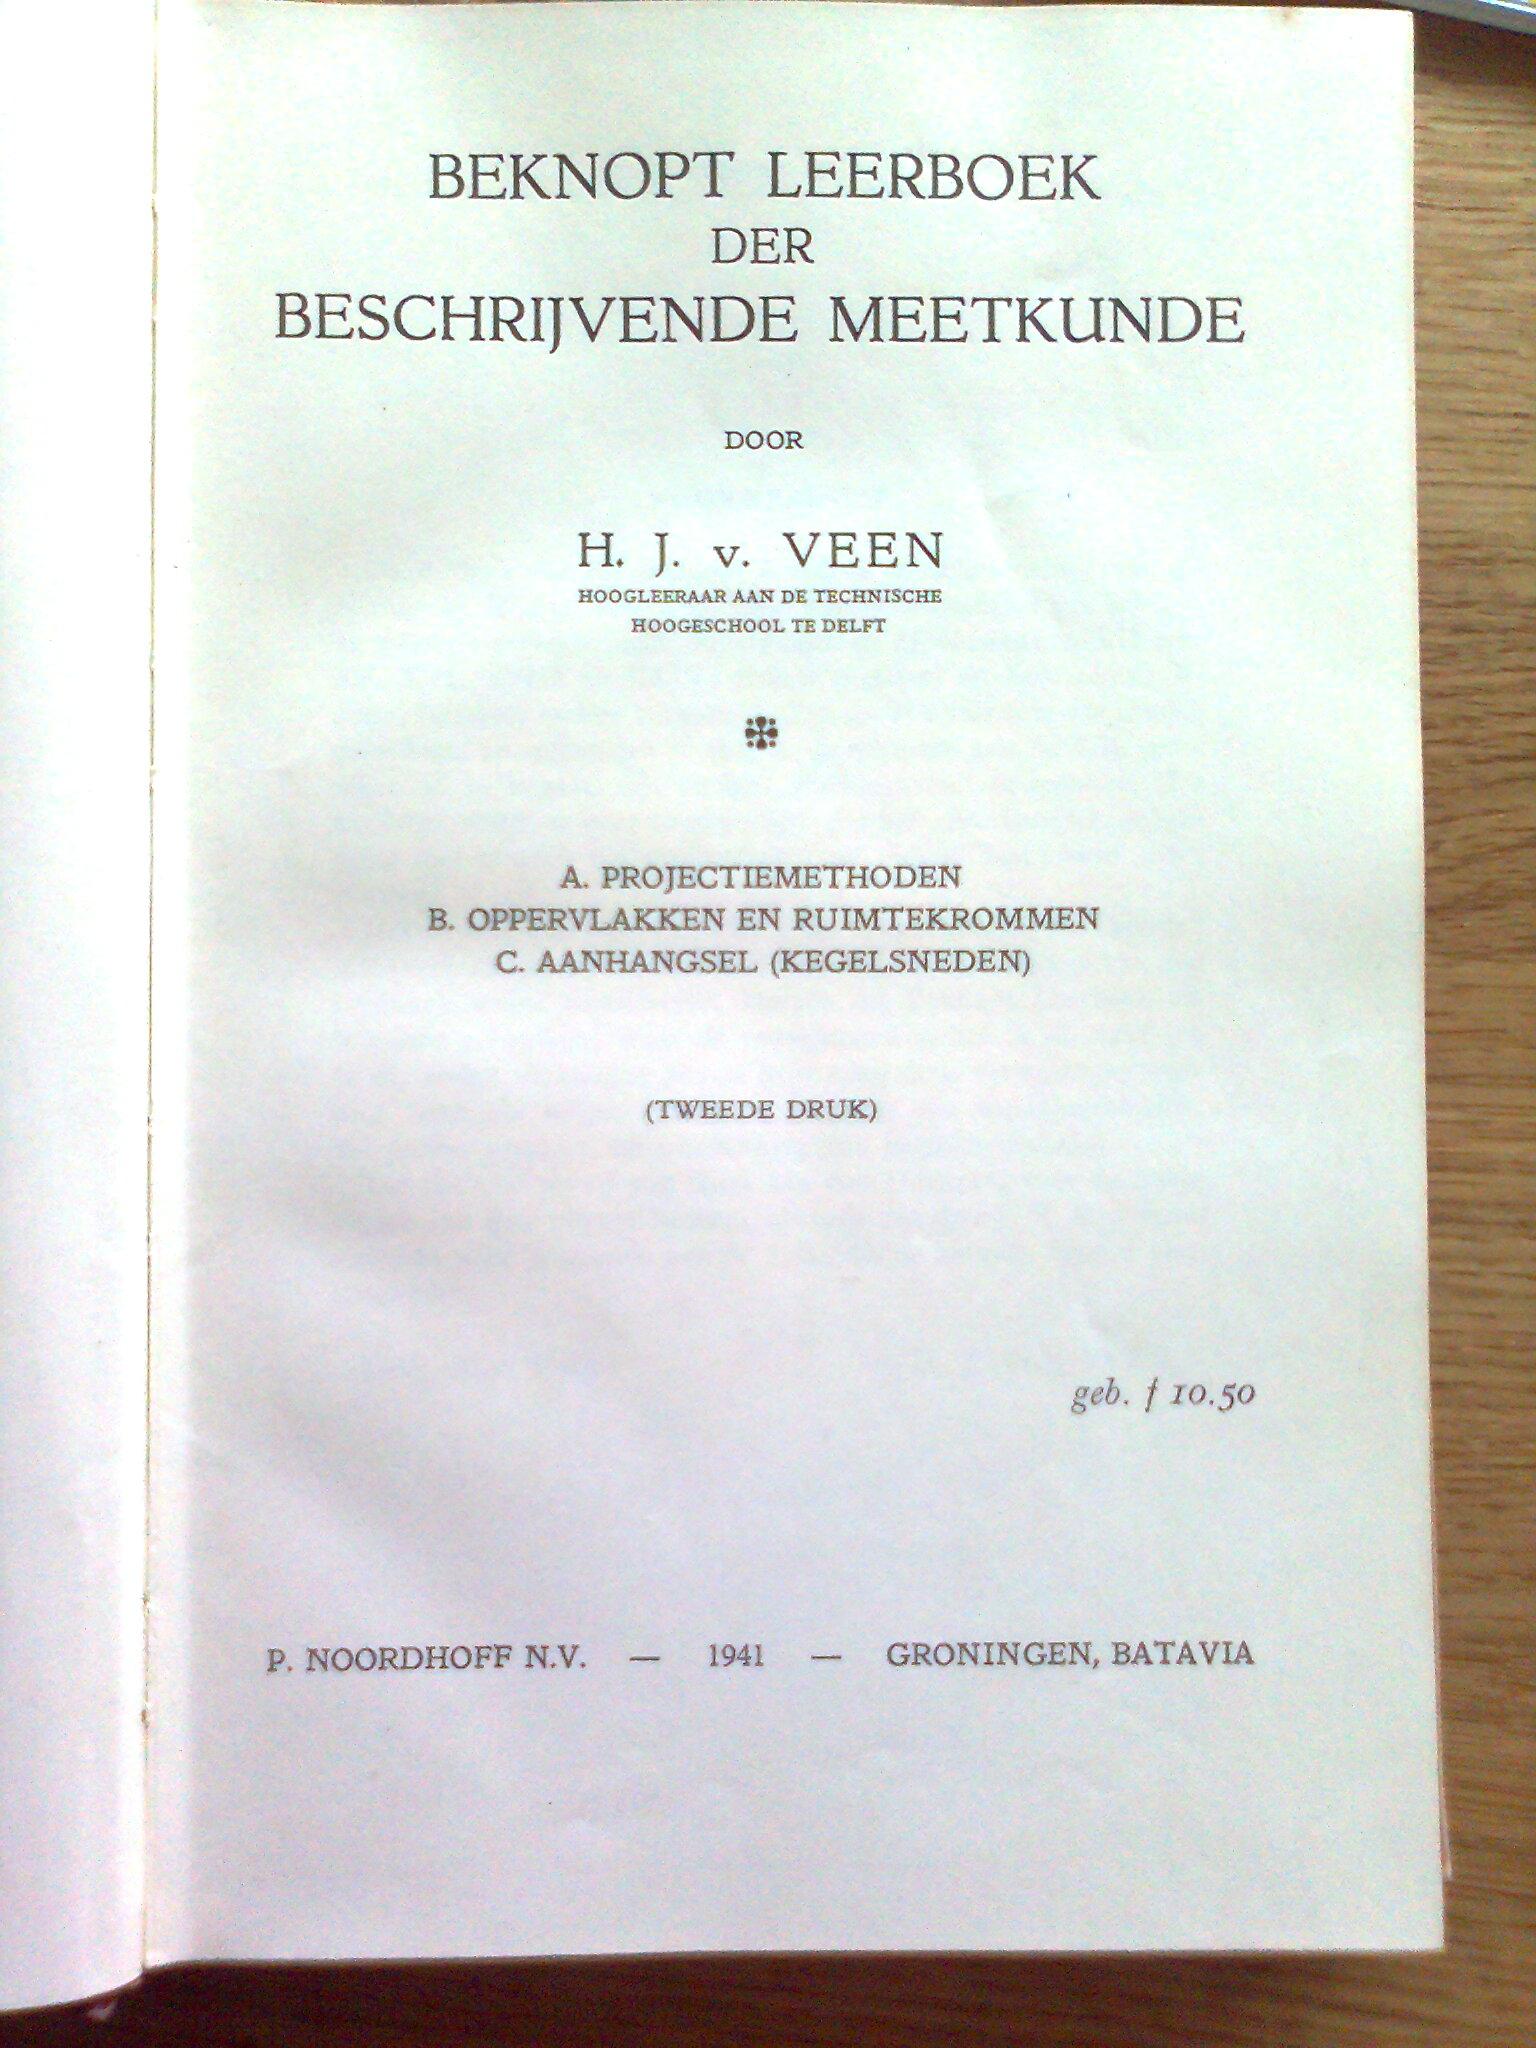 BEKNOPT LEERBOEK
DER
BESCHRIJVENDE MEETKUNDE
DOOR
H. J. v. VEEN
HOOGLEERAAR AAN DE TECHNISCHE
HOOGESCHOOL TE DELFT
A. PROJECTIEMETHODEN
B. OPPERVLAKKEN EN RUIMTEKROMMEN
C. AANHANGSEL (KEGELSNEDEN)
(TWEEDE DRUK)
geb. ƒ 10.50
P. NOORDHOFF N.V. — 1941 — GRONINGEN, BATAVIA